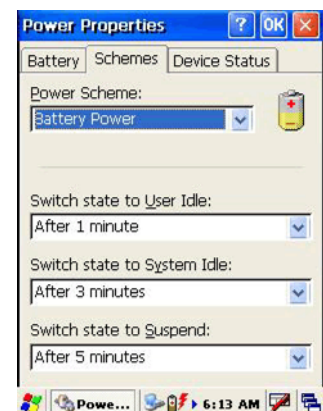 Power Properties ? OK ×
Battery Schemes Device Status
Power Scheme:
Battery Power
Switch state to User Idle:
After 1 minute
Switch state to System Idle:
After 3 minutes
Switch state to Suspend:
After 5 minutes
Powe... 6:13 AM